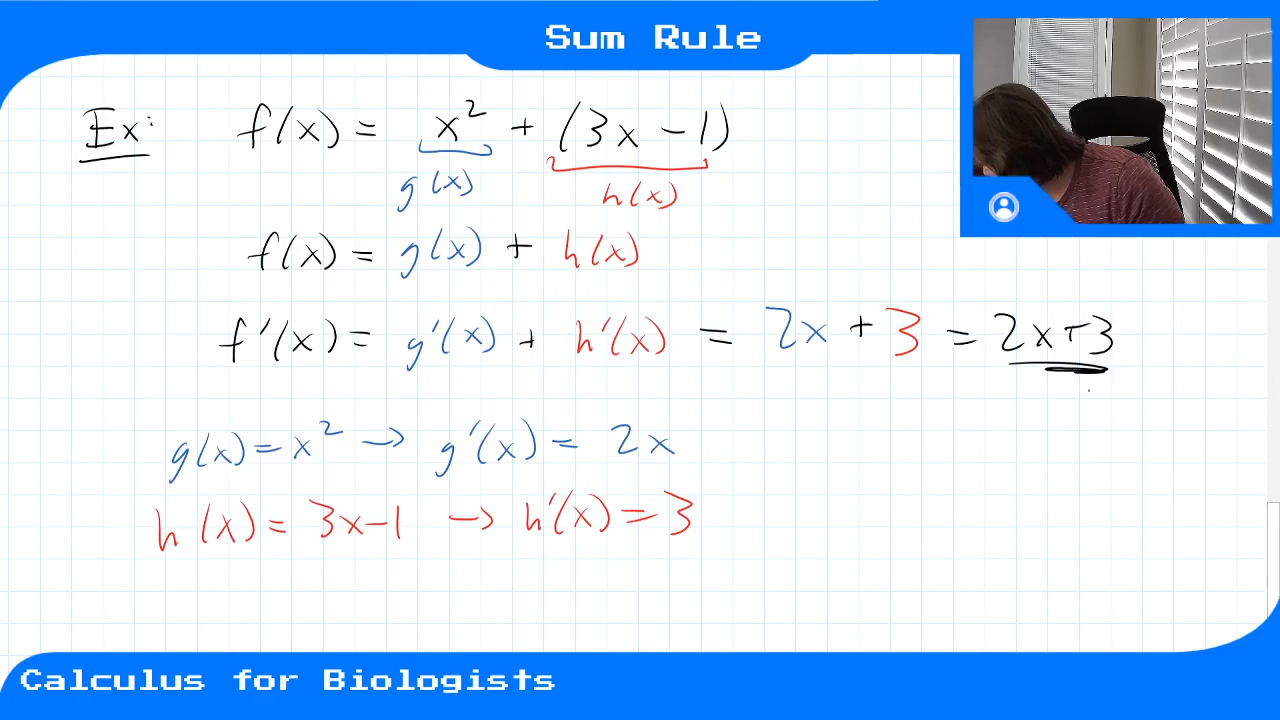 Sum Rule
Ex: f(x) = x² + (3x - 1)
g(x) h(x)
f(x) = g(x) + h(x)
f'(x) = g'(x) + h'(x) = 2x + 3 = 2x+3
g(x) = x² → g'(x) = 2x
h(x) = 3x-1 → h'(x) = 3
Calculus for Biologists